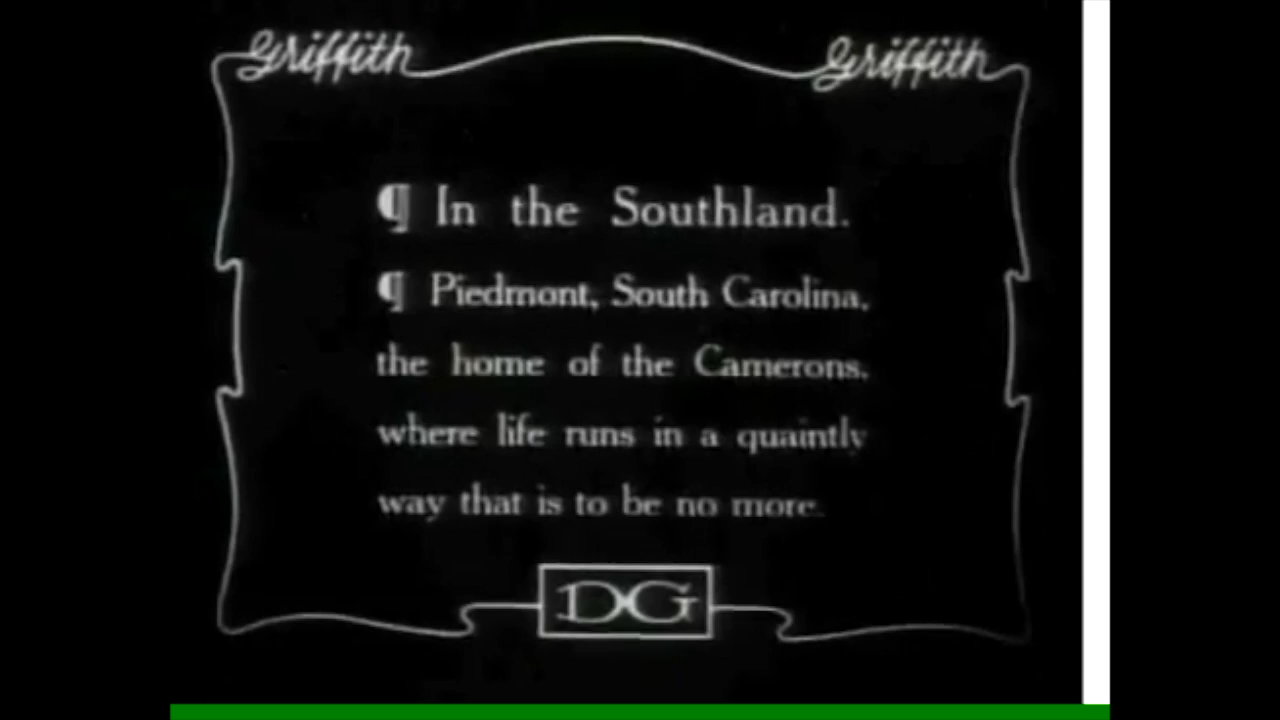 Griffith Griffith
¶ In the Southland.
¶ Piedmont, South Carolina,
the home of the Camerons,
where life runs in a quaintly
way that is to be no more.
DG